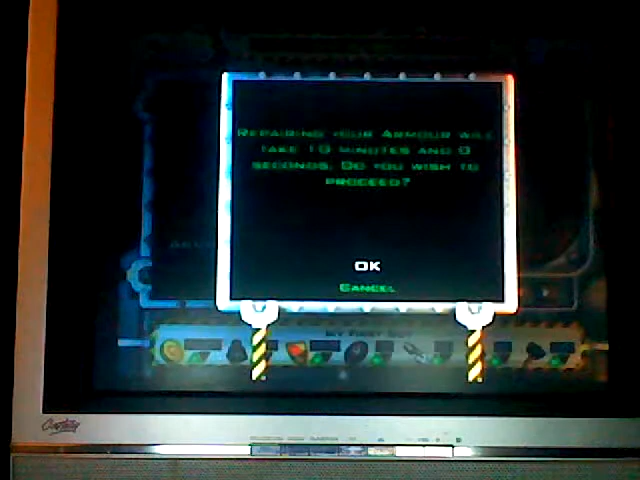 Repairing your Armour will
take 10 minutes and 0
seconds. Do you wish to
proceed?
OK
Cancel